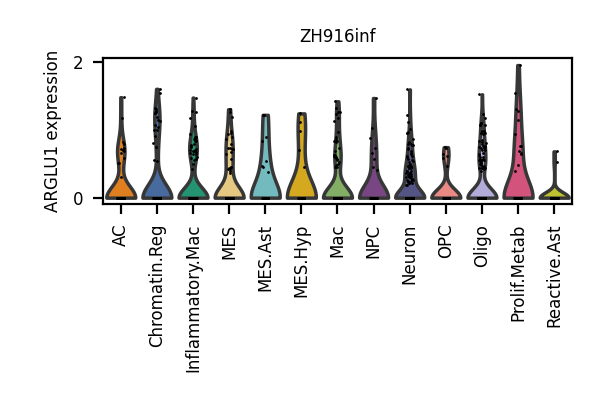 ZH916inf
ARGLU1 expression
2
0
AC
Chromatin.Reg
Inflammatory.Mac
MES
MES.Ast
MES.Hyp
Mac
NPC
Neuron
OPC
Oligo
Prolif.Metab
Reactive.Ast